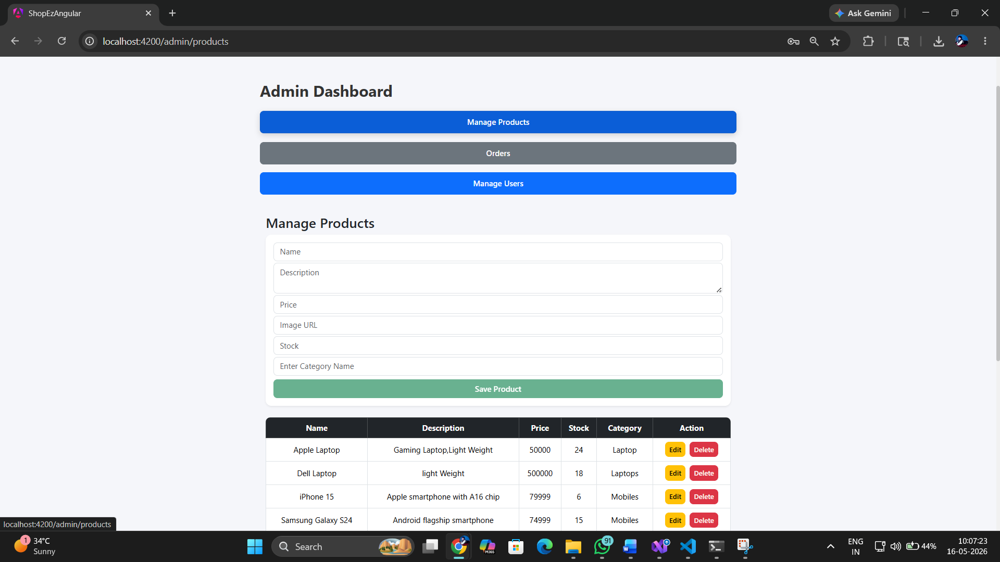 ShopEzAngular
Ask Gemini
localhost:4200/admin/products
Admin Dashboard
Manage Products
Orders
Manage Users
Manage Products
Name
Description
Price
Image URL
Stock
Enter Category Name
Save Product
Name Description Price Stock Category Action
Apple Laptop Gaming Laptop,Light Weight 50000 24 Laptop Edit Delete
Dell Laptop light Weight 500000 18 Laptops Edit Delete
iPhone 15 Apple smartphone with A16 chip 79999 6 Mobiles Edit Delete
Samsung Galaxy S24 Android flagship smartphone 74999 15 Mobiles Edit Delete
localhost:4200/admin/products
1 34°C
Sunny
Search
M365
91
W
ENG
IN
44%
10:07:23
16-05-2026